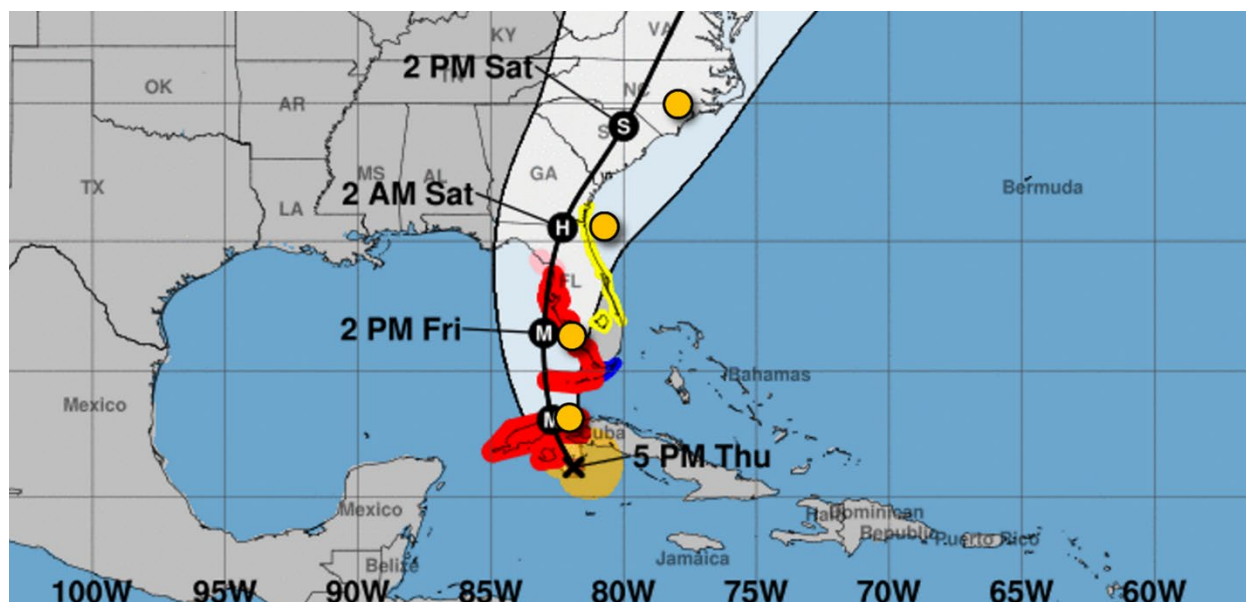 KY
VA
2 PM Sat
TN
OK
NC
AR
S
S
GA
MS
AL
TX
2 AM Sat
Bermuda
LA
H
FL
2 PM Fri
M
Bahamas
Mexico
M
Cuba
5 PM Thu
Mexico
Haiti
Dominican
Republic
Puerto Rico
Jamaica
Belize
100W 95W 90W 85W 80W 75W 70W 65W 60W